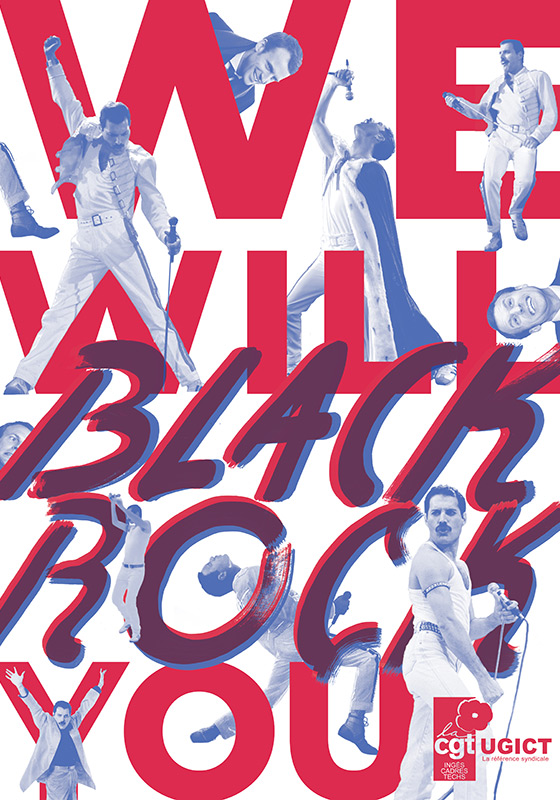 WE
WILL
BLACK
ROCK
YOU
la
cgt UGICT
La référence syndicale
INGÉS
CADRES
TECHS